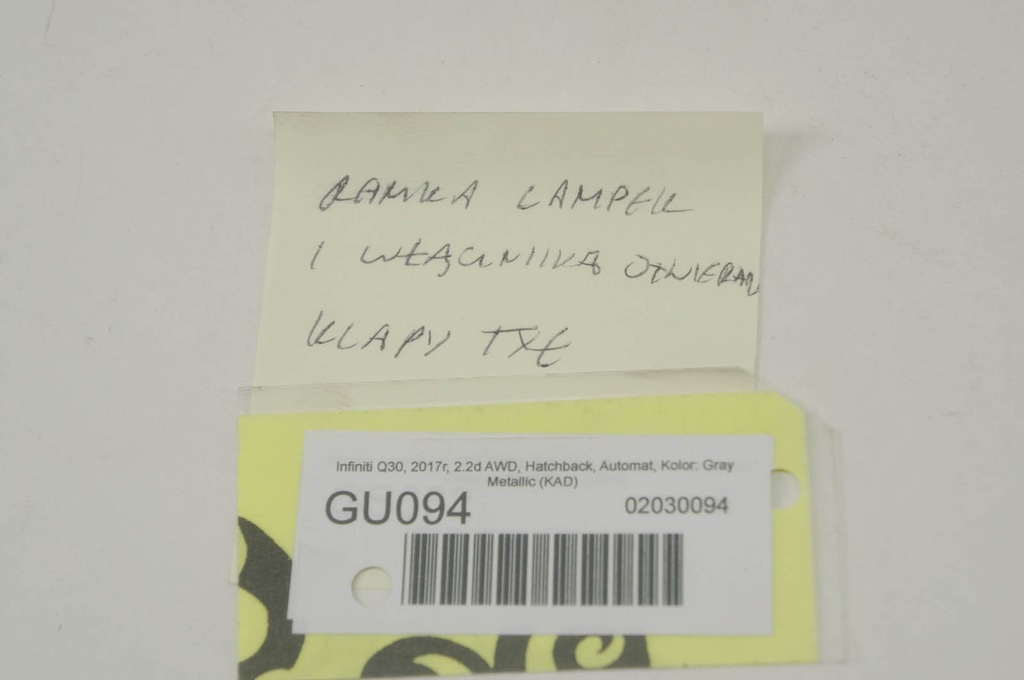 RAMKA LAMPEK
I WŁĄCZNIKA OTWIERAN
KLAPY TYŁ
Infiniti Q30, 2017r, 2.2d AWD, Hatchback, Automat, Kolor: Gray
Metallic (KAD)
GU094 02030094